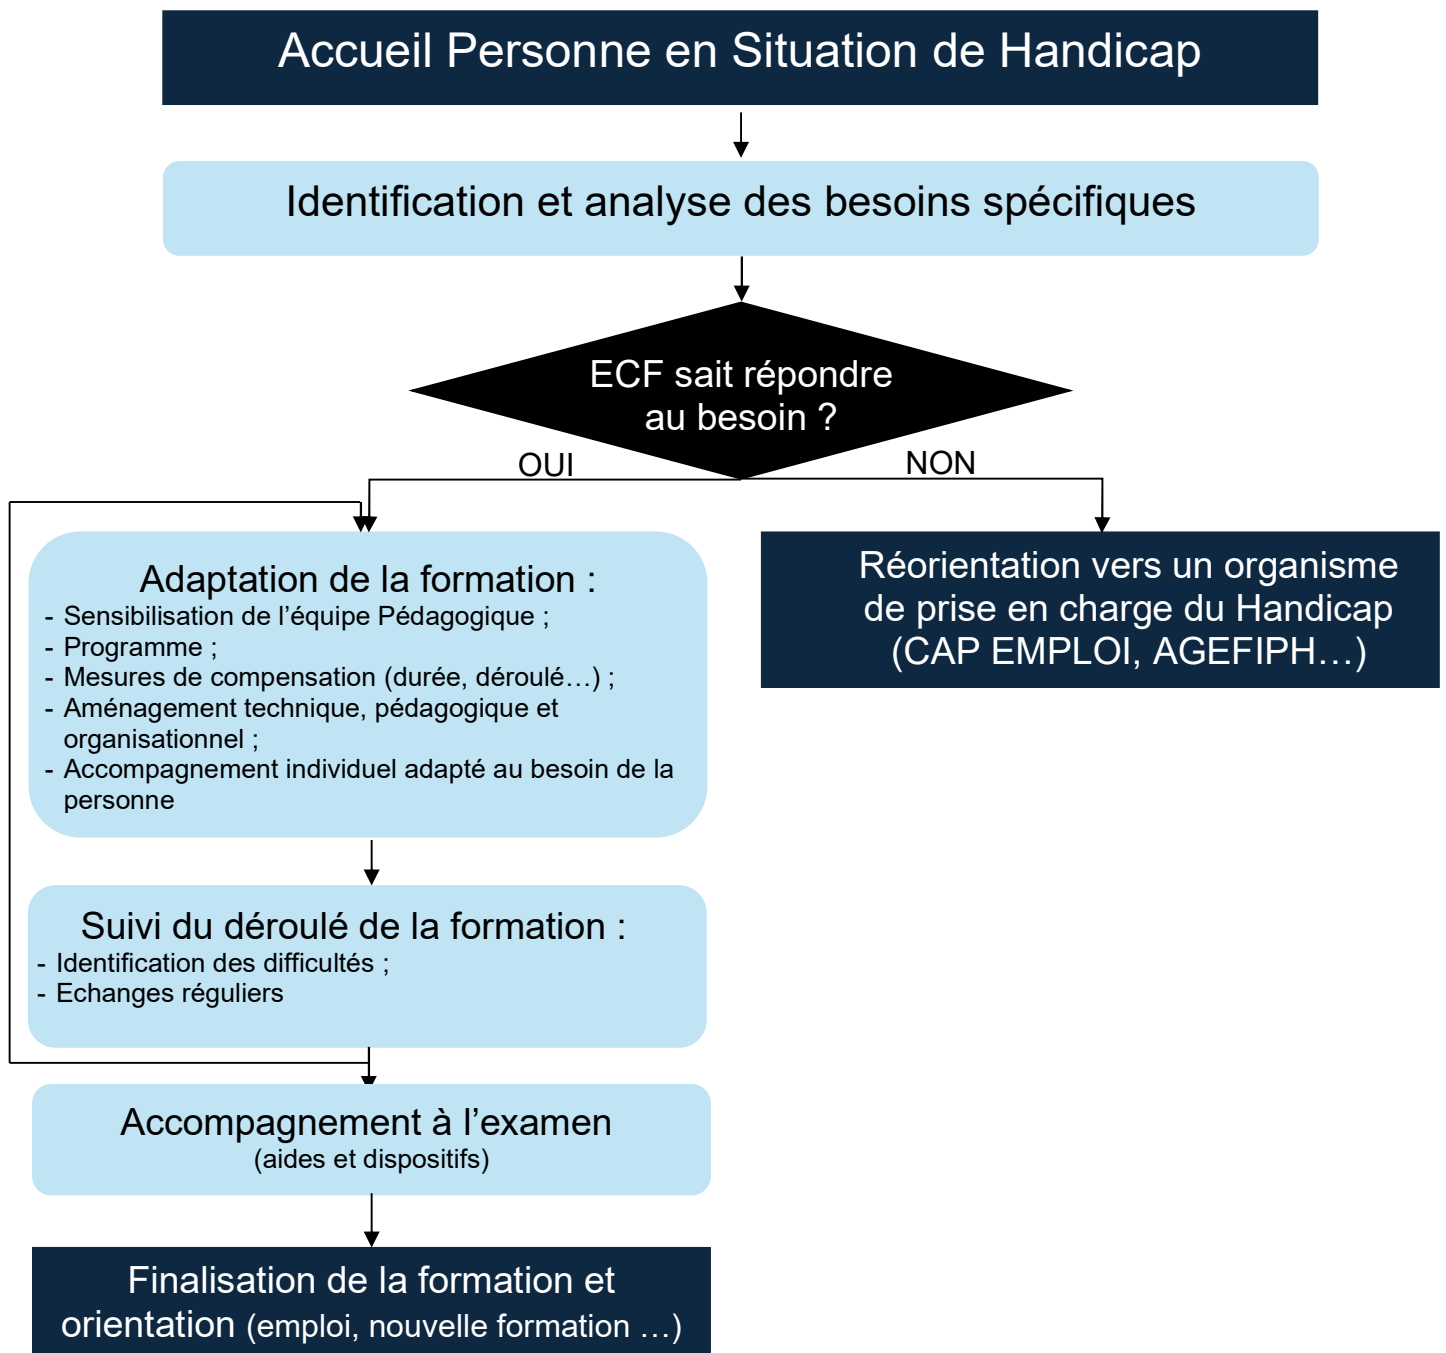 Accueil Personne en Situation de Handicap
Identification et analyse des besoins spécifiques
ECF sait répondre
au besoin ?
OUI
NON
Adaptation de la formation :
- Sensibilisation de l’équipe Pédagogique ;
- Programme ;
- Mesures de compensation (durée, déroulé…) ;
- Aménagement technique, pédagogique et
organisationnel ;
- Accompagnement individuel adapté au besoin de la
personne
Réorientation vers un organisme
de prise en charge du Handicap
(CAP EMPLOI, AGEFIPH…)
Suivi du déroulé de la formation :
- Identification des difficultés ;
- Echanges réguliers
Accompagnement à l’examen
(aides et dispositifs)
Finalisation de la formation et
orientation (emploi, nouvelle formation …)